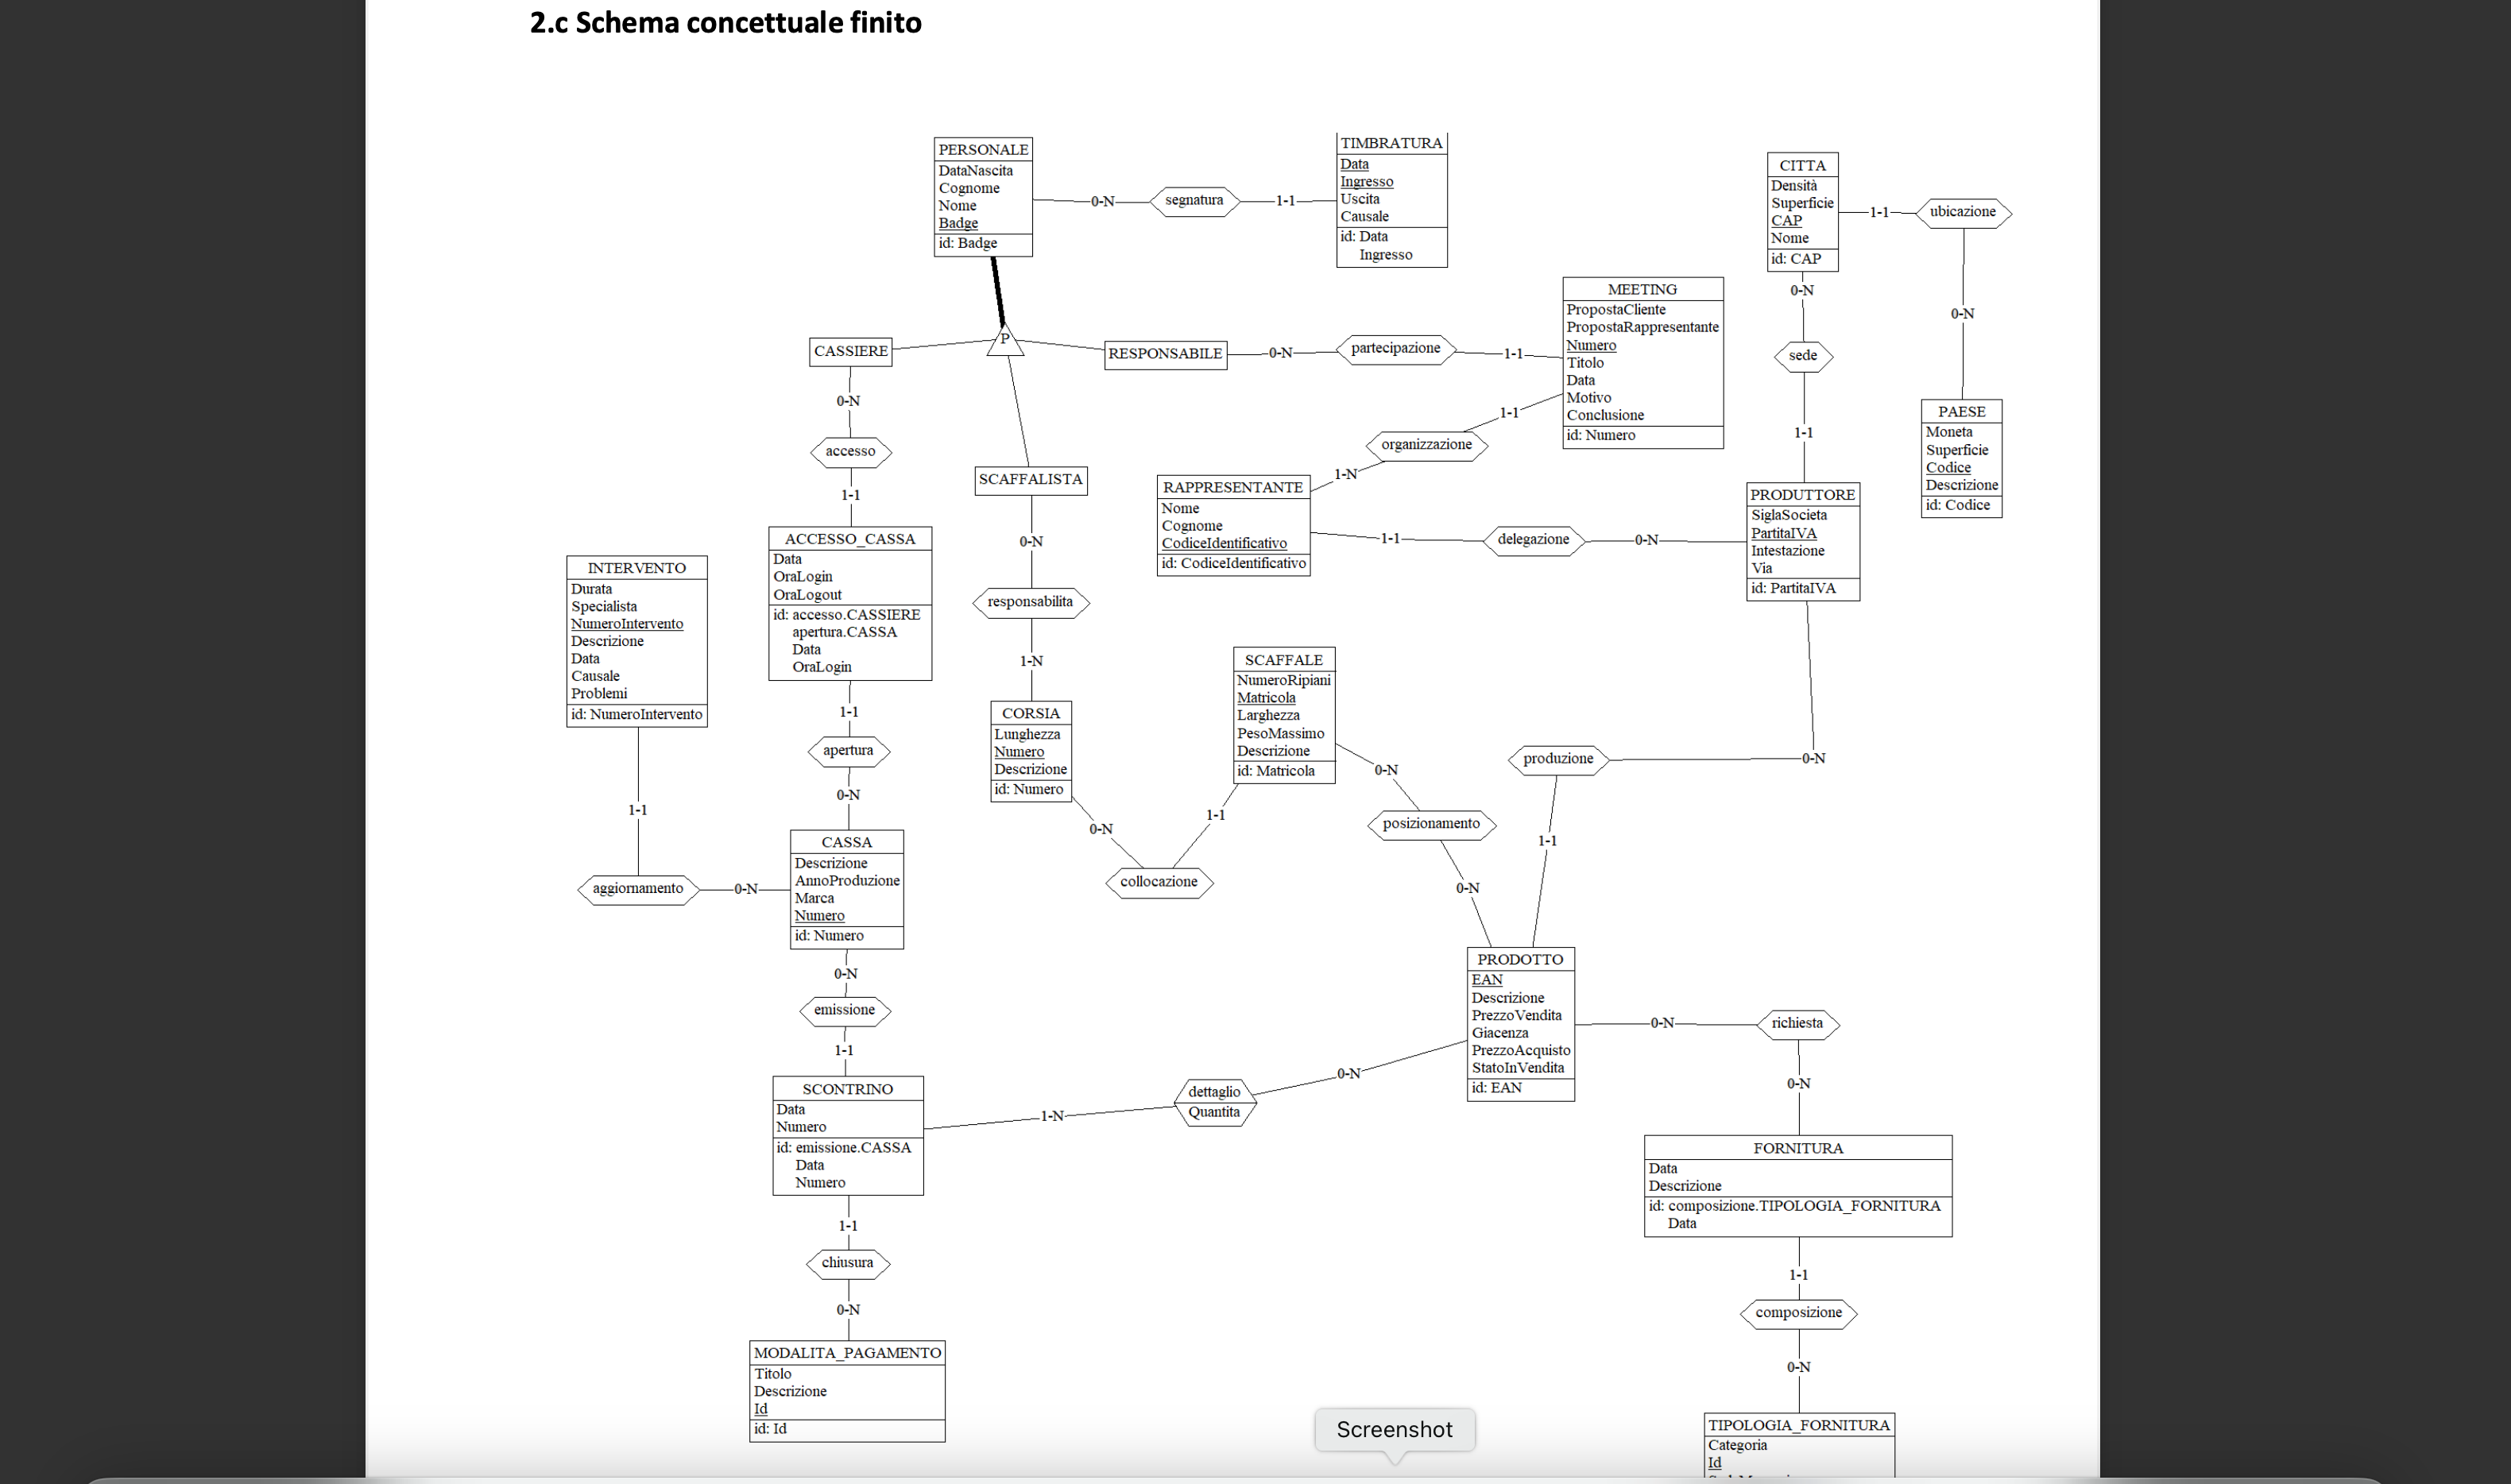 2.c Schema concettuale finito
PERSONALE
DataNascita
Cognome
Nome
Badge
id: Badge
0-N
segnatura
1-1
TIMBRATURA
Data
Ingresso
Uscita
Causale
id: Data
Ingresso
CITTA
Densità
Superficie
CAP
Nome
id: CAP
1-1
ubicazione
0-N
PAESE
Moneta
Superficie
Codice
Descrizione
id: Codice
0-N
sede
1-1
P
CASSIERE
RESPONSABILE
0-N
partecipazione
1-1
MEETING
PropostaCliente
PropostaRappresentante
Numero
Titolo
Data
Motivo
Conclusione
id: Numero
1-1
organizzazione
1-N
RAPPRESENTANTE
Nome
Cognome
CodiceIdentificativo
id: CodiceIdentificativo
1-1
delegazione
0-N
PRODUTTORE
SiglaSocieta
PartitaIVA
Intestazione
Via
id: PartitaIVA
0-N
accesso
1-1
ACCESSO_CASSA
Data
OraLogin
OraLogout
id: accesso.CASSIERE
apertura.CASSA
Data
OraLogin
SCAFFALISTA
0-N
responsabilita
1-N
CORSIA
Lunghezza
Numero
Descrizione
id: Numero
INTERVENTO
Durata
Specialista
NumeroIntervento
Descrizione
Data
Causale
Problemi
id: NumeroIntervento
1-1
aggiornamento
0-N
1-1
apertura
0-N
CASSA
Descrizione
AnnoProduzione
Marca
Numero
id: Numero
SCAFFALE
NumeroRipiani
Matricola
Larghezza
PesoMassimo
Descrizione
id: Matricola
0-N
collocazione
1-1
0-N
posizionamento
0-N
produzione
0-N
1-1
PRODOTTO
EAN
Descrizione
PrezzoVendita
Giacenza
PrezzoAcquisto
StatoInVendita
id: EAN
0-N
richiesta
0-N
0-N
emissione
1-1
SCONTRINO
Data
Numero
id: emissione.CASSA
Data
Numero
1-N
dettaglio
Quantita
0-N
FORNITURA
Data
Descrizione
id: composizione.TIPOLOGIA_FORNITURA
Data
1-1
composizione
0-N
TIPOLOGIA_FORNITURA
Categoria
Id
1-1
chiusura
0-N
MODALITA_PAGAMENTO
Titolo
Descrizione
Id
id: Id
Screenshot